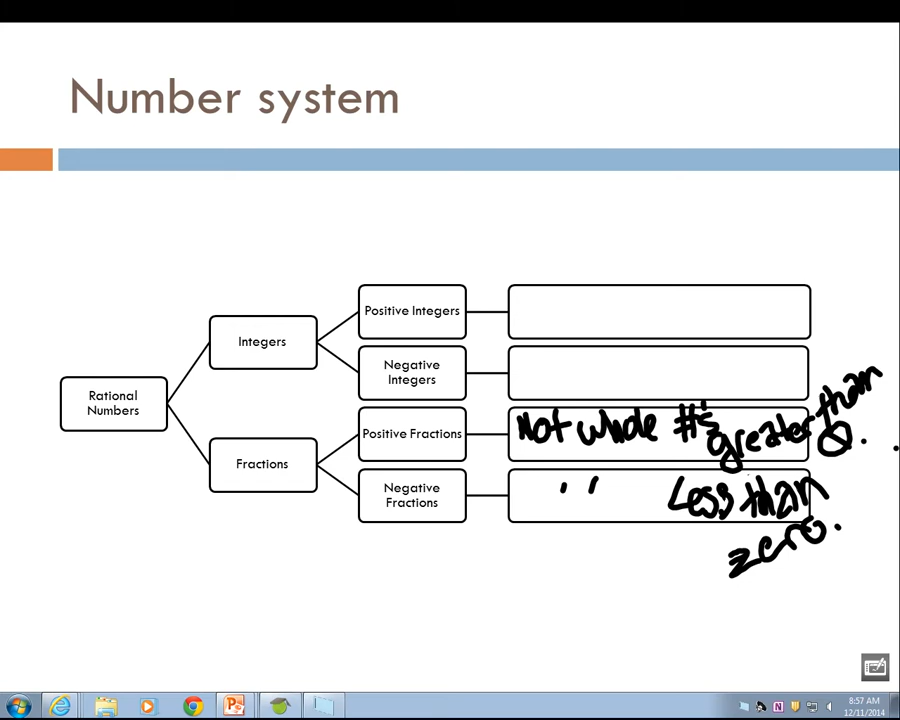 Number system
Positive Integers
Integers
Negative
Integers
Rational
Numbers
Positive Fractions
Not whole #'s greater than 0.
Fractions
Negative
Fractions
" Less than
zero.
8:57 AM
12/11/2014